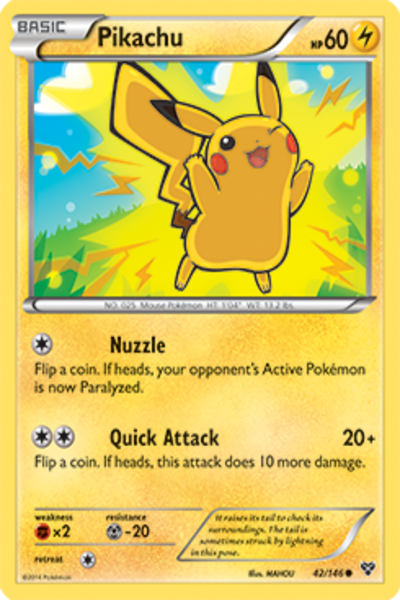 BASIC
Pikachu
HP60
NO. 025 Mouse Pokémon HT: 1'04" WT: 13.2 lbs.
Nuzzle
Flip a coin. If heads, your opponent's Active Pokémon
is now Paralyzed.
Quick Attack 20+
Flip a coin. If heads, this attack does 10 more damage.
weakness resistance
×2 -20
retreat
It raises its tail to check its
surroundings. The tail is
sometimes struck by lightning
in this pose.
©2014 Pokémon
Illus. MAHOU 42/146
XY